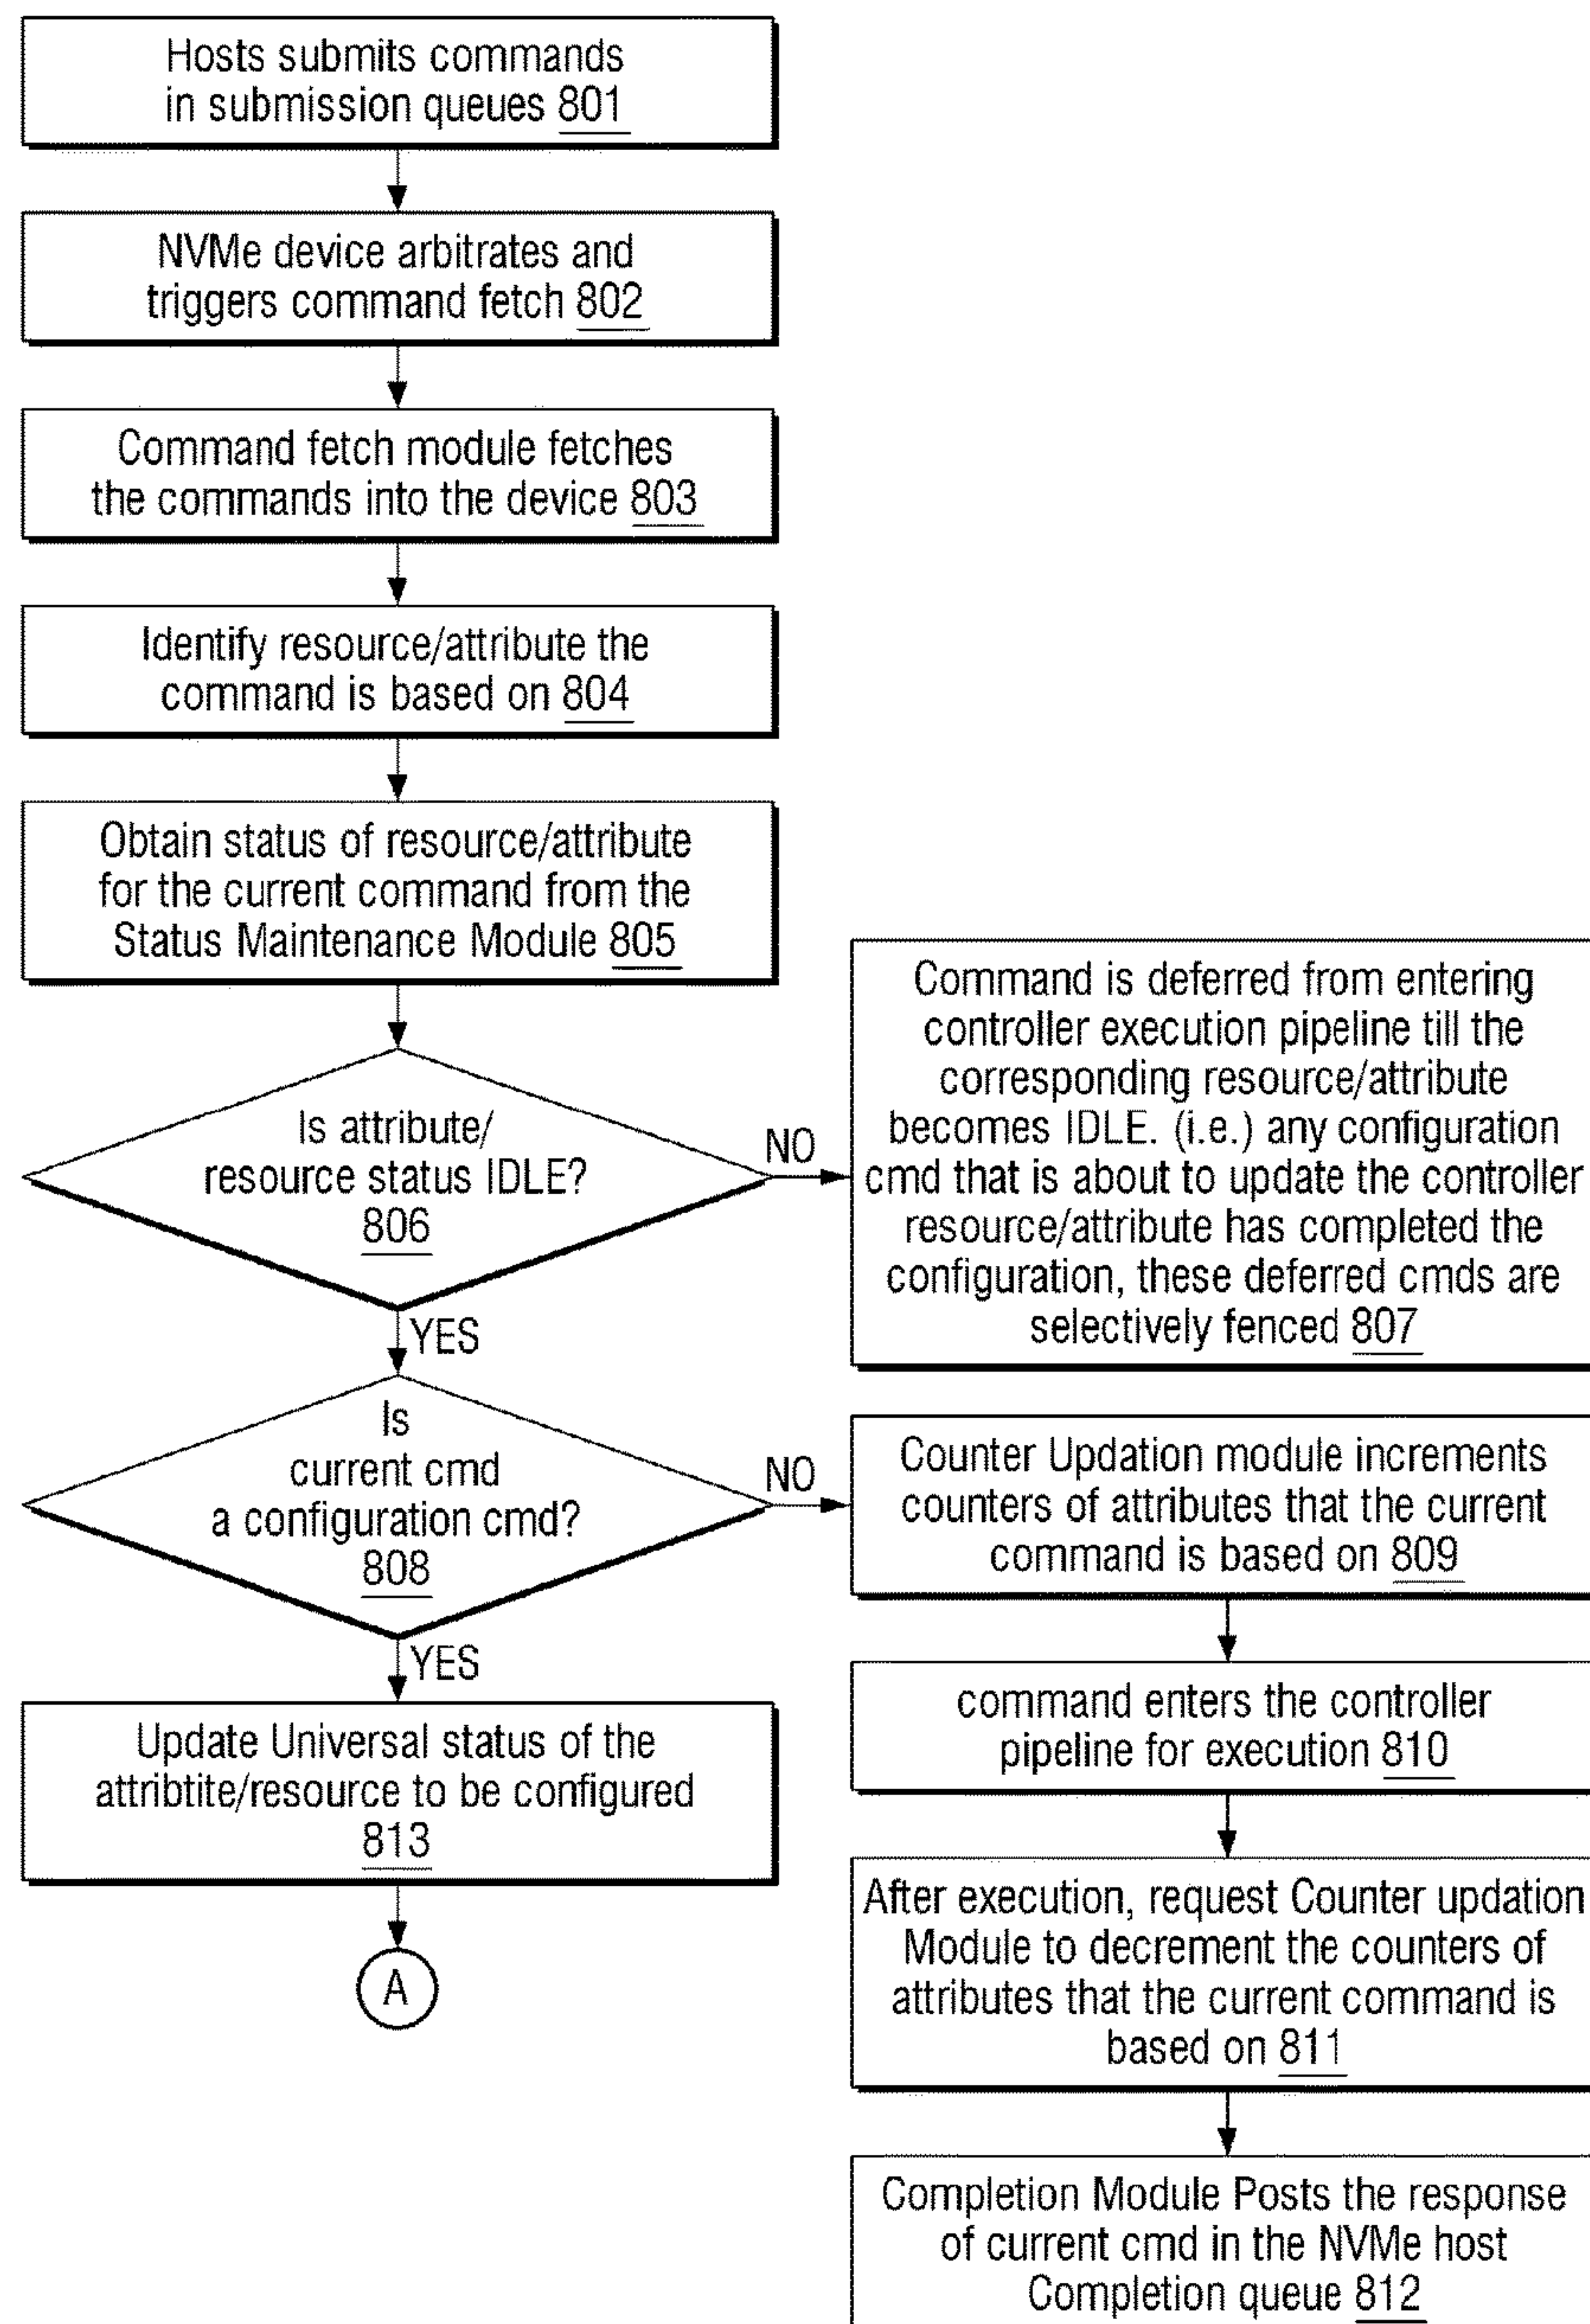 Hosts submits commands
in submission queues 801
NVMe device arbitrates and
triggers command fetch 802
Command fetch module fetches
the commands into the device 803
Identify resource/attribute the
command is based on 804
Obtain status of resource/attribute
for the current command from the
Status Maintenance Module 805
Is attribute/
resource status IDLE?
806
NO
Command is deferred from entering
controller execution pipeline till the
corresponding resource/attribute
becomes IDLE. (i.e.) any configuration
cmd that is about to update the controller
resource/attribute has completed the
configuration, these deferred cmds are
selectively fenced 807
YES
Is
current cmd
a configuration cmd?
808
NO
Counter Updation module increments
counters of attributes that the current
command is based on 809
command enters the controller
pipeline for execution 810
After execution, request Counter updation
Module to decrement the counters of
attributes that the current command is
based on 811
Completion Module Posts the response
of current cmd in the NVMe host
Completion queue 812
YES
Update Universal status of the
attribtite/resource to be configured
813
A